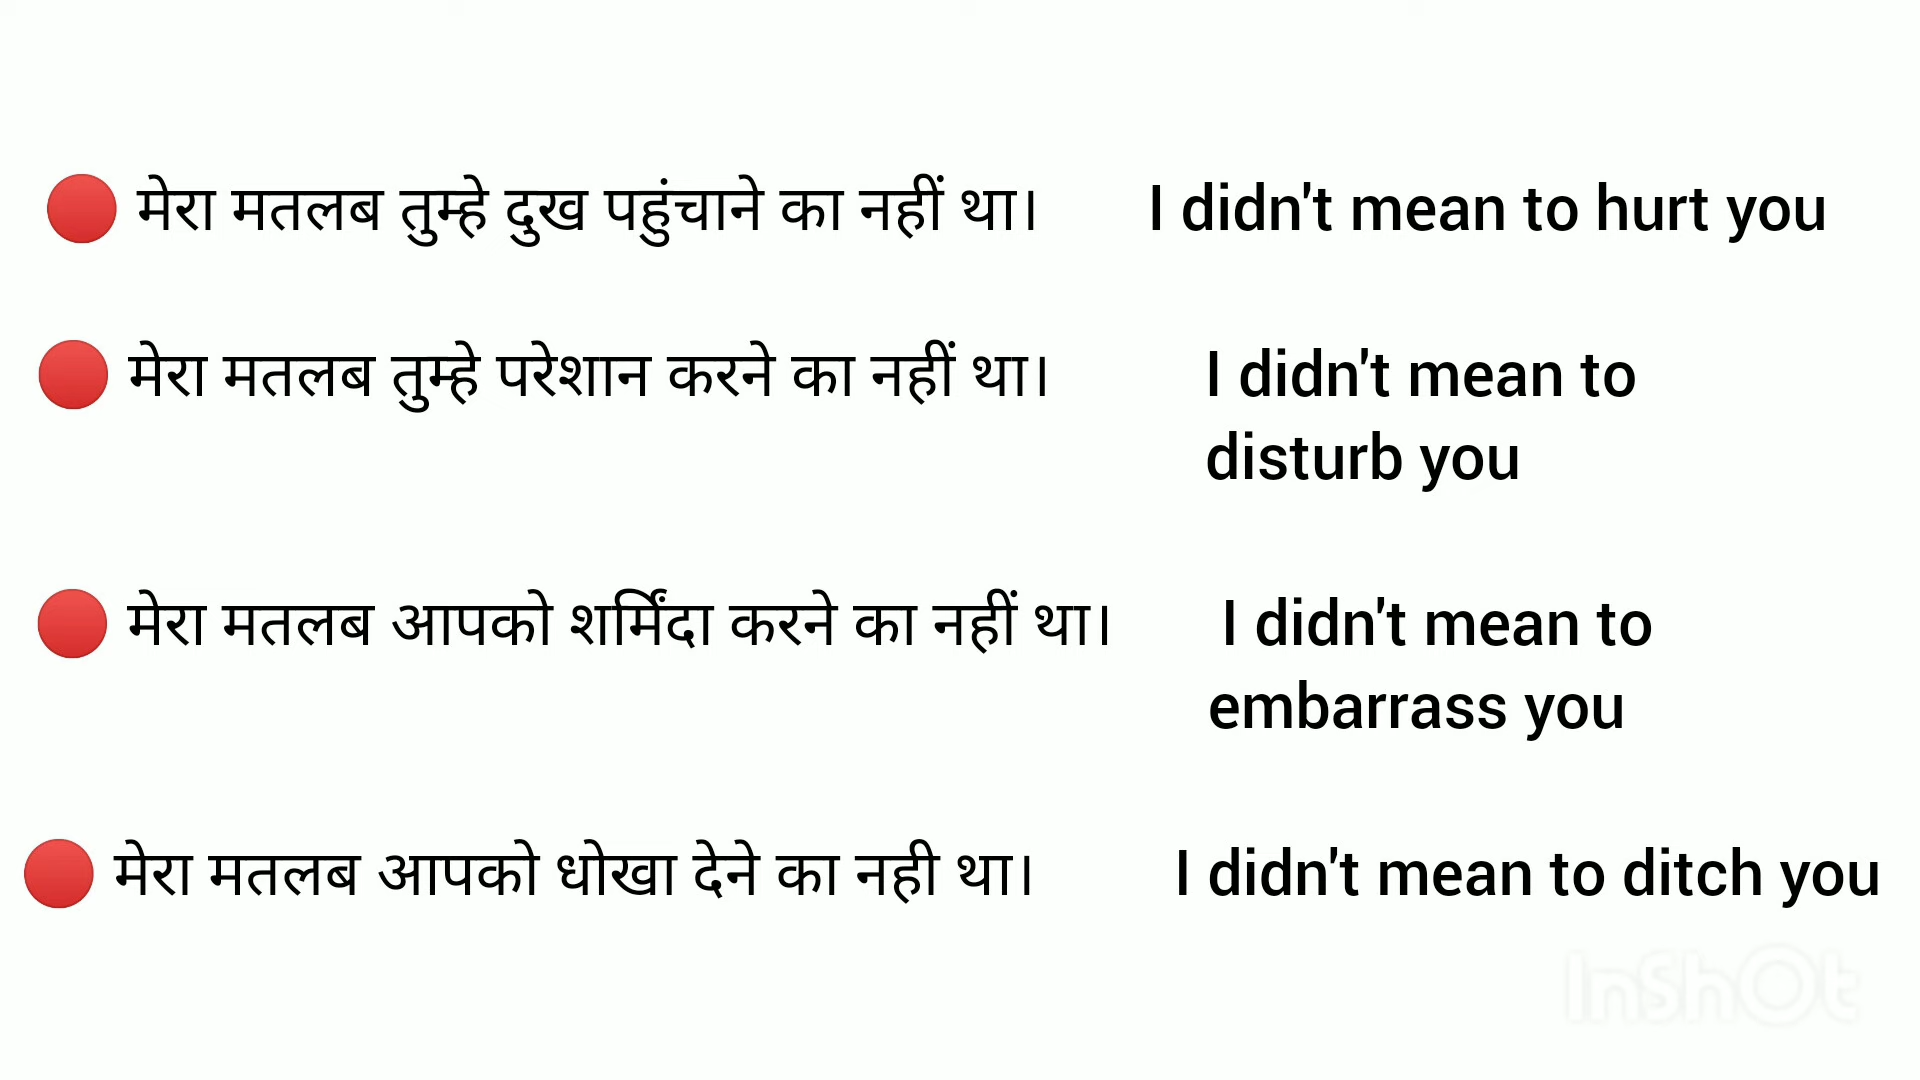 🔴 मेरा मतलब तुम्हे दुख पहुंचाने का नहीं था। I didn't mean to hurt you
🔴 मेरा मतलब तुम्हे परेशान करने का नहीं था। I didn't mean to
disturb you
🔴 मेरा मतलब आपको शर्मिंदा करने का नहीं था। I didn't mean to
embarrass you
🔴 मेरा मतलब आपको धोखा देने का नही था। I didn't mean to ditch you
InShOt